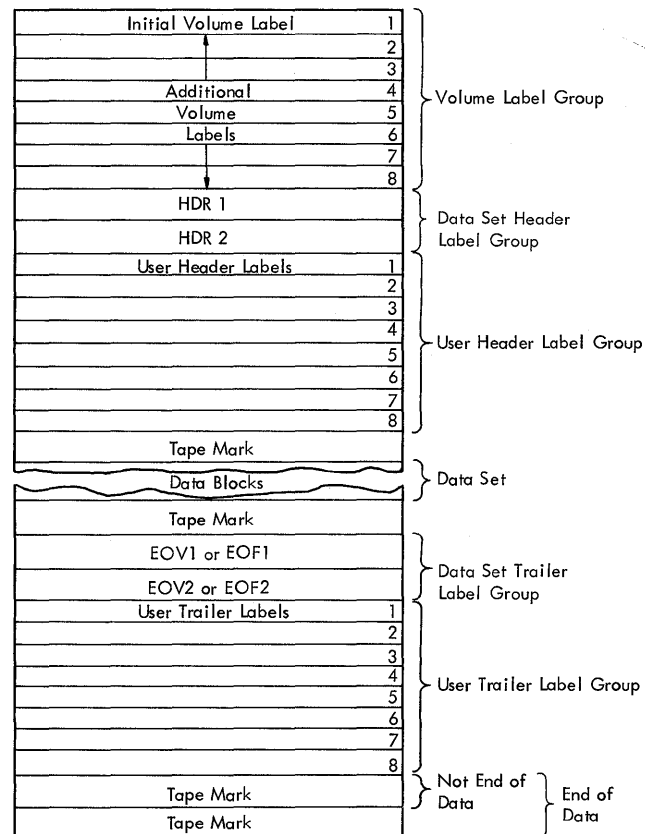 Initial Volume Label 1
2
3
Additional 4
Volume 5
Labels 6
7
8
Volume Label Group
HDR 1
HDR 2
Data Set Header
Label Group
User Header Labels 1
2
3
4
5
6
7
8
User Header Label Group
Tape Mark
Data Blocks
Data Set
Tape Mark
EOV1 or EOF1
EOV2 or EOF2
Data Set Trailer
Label Group
User Trailer Labels 1
2
3
4
5
6
7
8
User Trailer Label Group
Tape Mark
Not End of
Data
Tape Mark
End of
Data